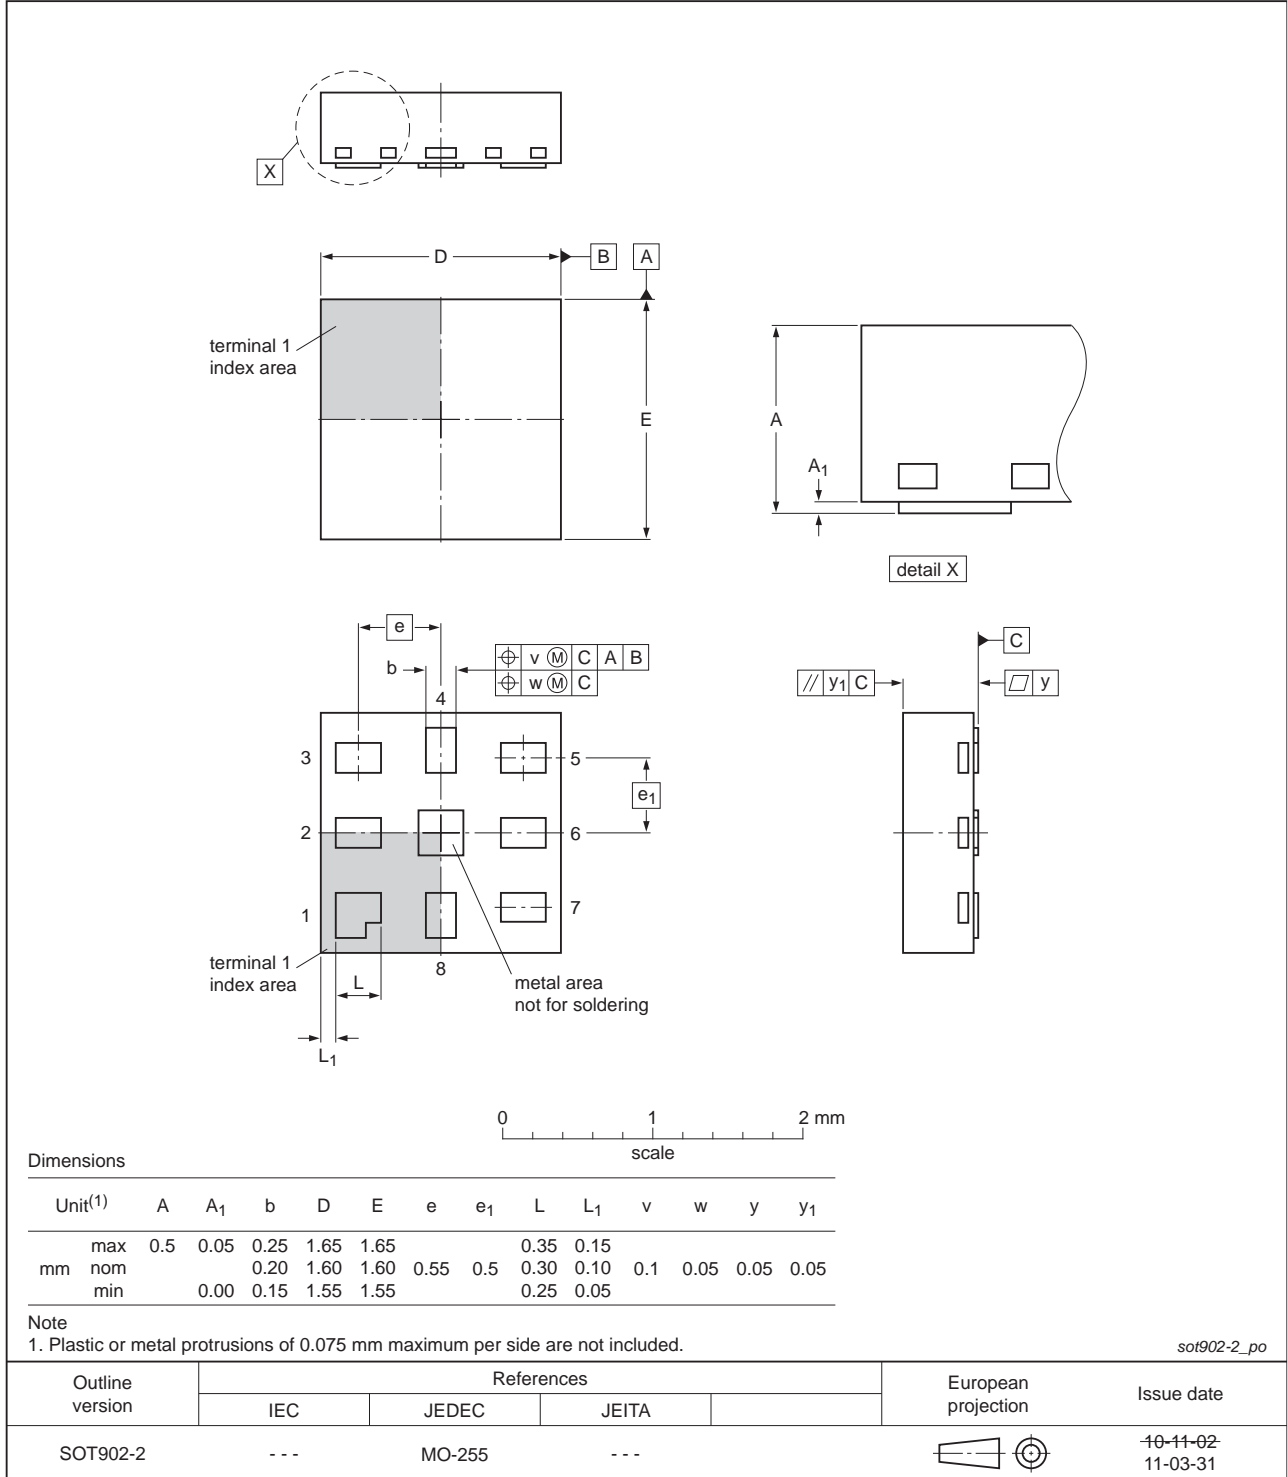 X
D
B
A
terminal 1
index area
E
A
A1
detail X
e
b
v Ⓜ C A B
w Ⓜ C
C
// y1 C
y
4
3
5
e1
2
6
1
7
terminal 1
index area
8
L
metal area
not for soldering
L1
0 1 2 mm
scale
Dimensions
Unit(1) A A1 b D E e e1 L L1 v w y y1
max 0.5 0.05 0.25 1.65 1.65 0.35 0.15
mm nom 0.20 1.60 1.60 0.55 0.5 0.30 0.10 0.1 0.05 0.05 0.05
min 0.00 0.15 1.55 1.55 0.25 0.05
Note
1. Plastic or metal protrusions of 0.075 mm maximum per side are not included.
sot902-2_po
Outline
version
References
IEC JEDEC JEITA
European
projection
Issue date
SOT902-2 - - - MO-255 - - -
10-11-02
11-03-31